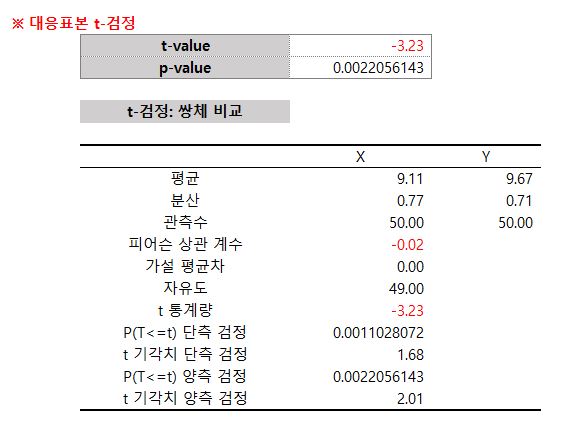 ※ 대응표본 t-검정
t-value -3.23
p-value 0.0022056143
t-검정: 쌍체 비교
X Y
평균 9.11 9.67
분산 0.77 0.71
관측수 50.00 50.00
피어슨 상관 계수 -0.02
가설 평균차 0.00
자유도 49.00
t 통계량 -3.23
P(T<=t) 단측 검정 0.0011028072
t 기각치 단측 검정 1.68
P(T<=t) 양측 검정 0.0022056143
t 기각치 양측 검정 2.01